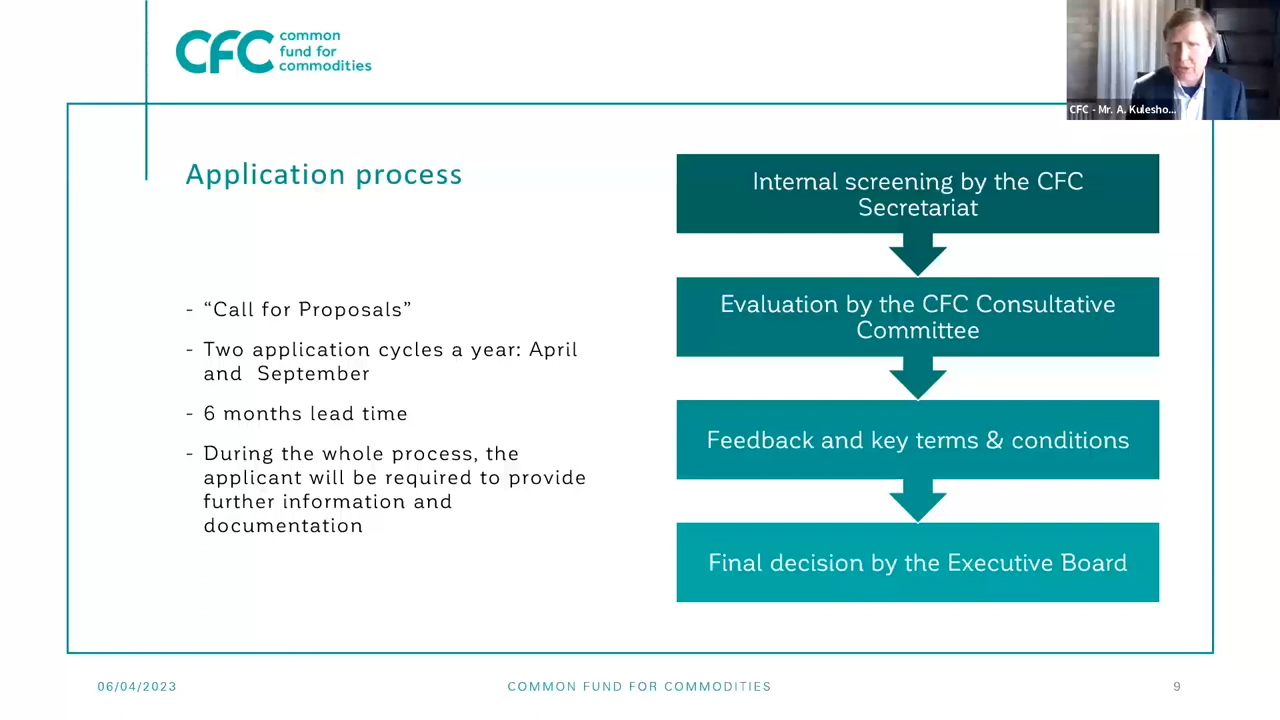 CFC common
fund for
commodities
CFC - Mr. A. Kulesho...
Application process
- “Call for Proposals”
- Two application cycles a year: April
and September
- 6 months lead time
- During the whole process, the
applicant will be required to provide
further information and
documentation
Internal screening by the CFC
Secretariat
Evaluation by the CFC Consultative
Committee
Feedback and key terms & conditions
Final decision by the Executive Board
06/04/2023
COMMON FUND FOR COMMODITIES
9